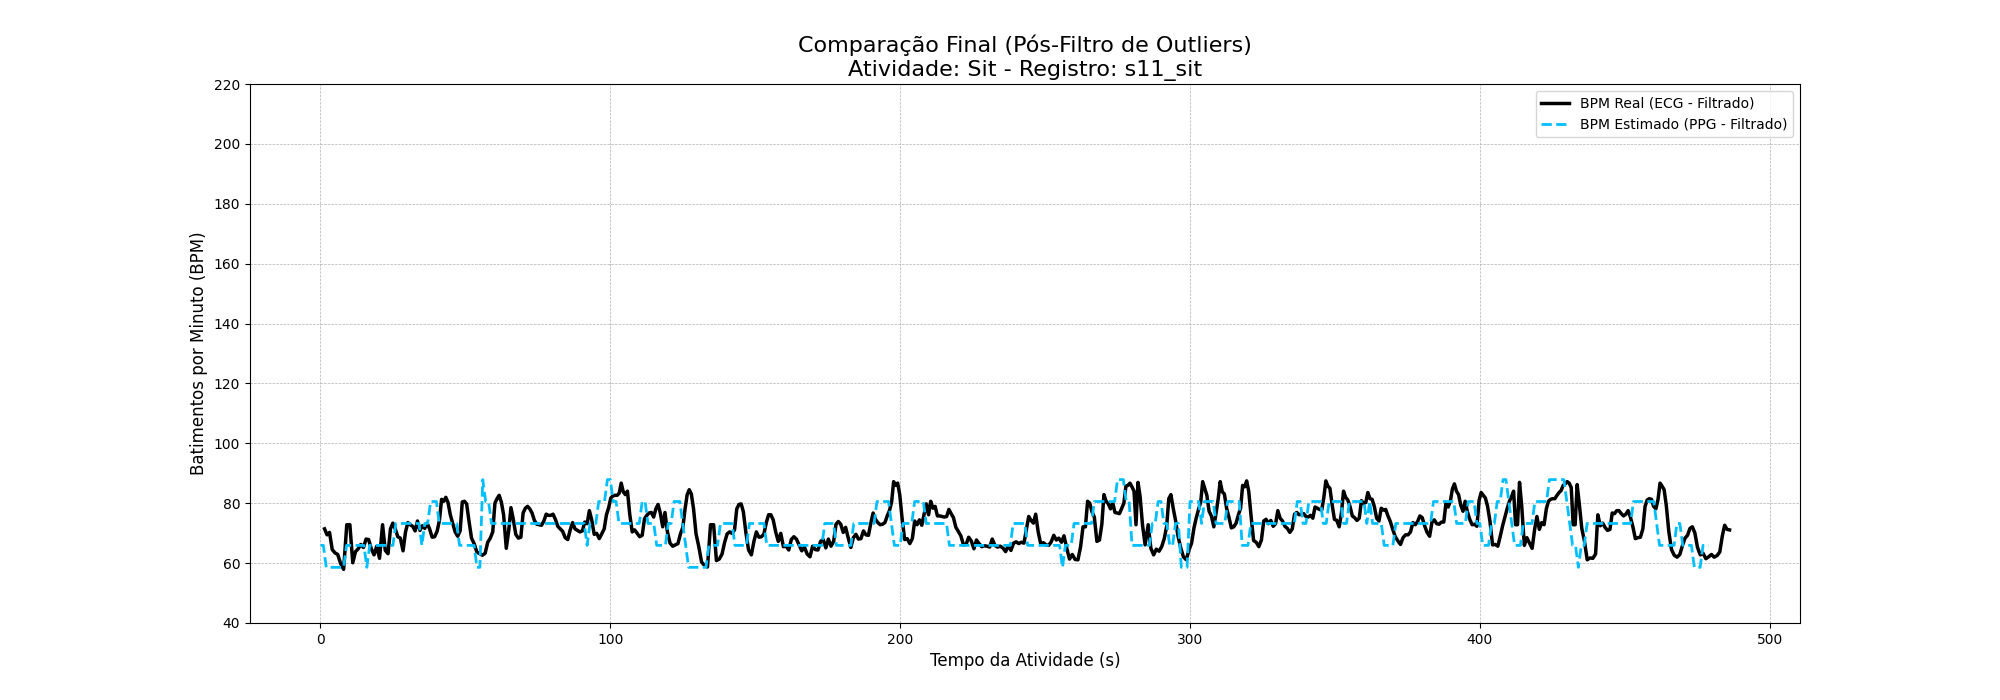 Comparação Final (Pós-Filtro de Outliers)
Atividade: Sit - Registro: s11_sit
BPM Real (ECG - Filtrado)
BPM Estimado (PPG - Filtrado)
Batimentos por Minuto (BPM)
220
200
180
160
140
120
100
80
60
40
0
100
200
300
400
500
Tempo da Atividade (s)